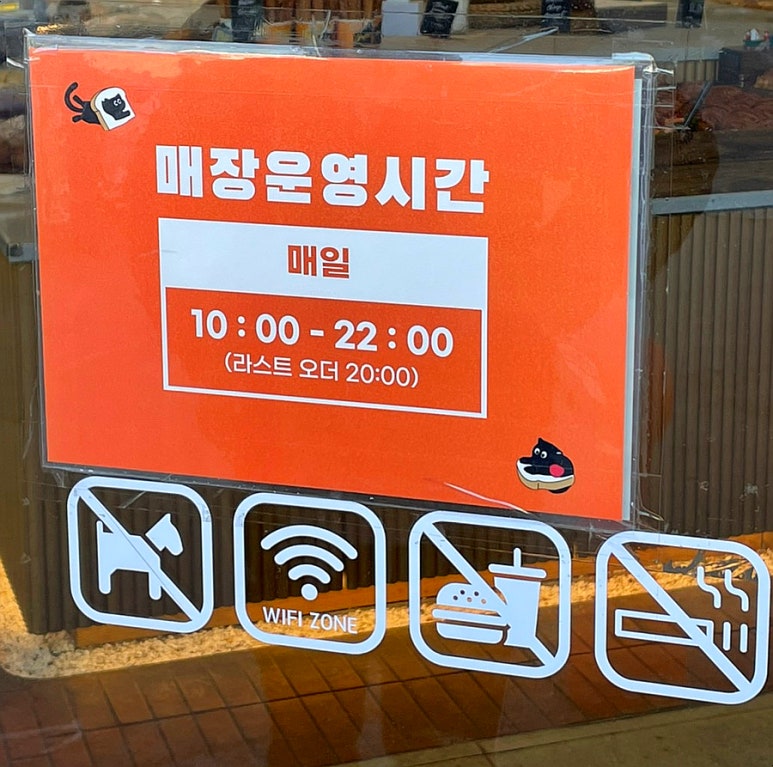 매장운영시간
매일
10 : 00 - 22 : 00
(라스트 오더 20:00)
WIFI ZONE